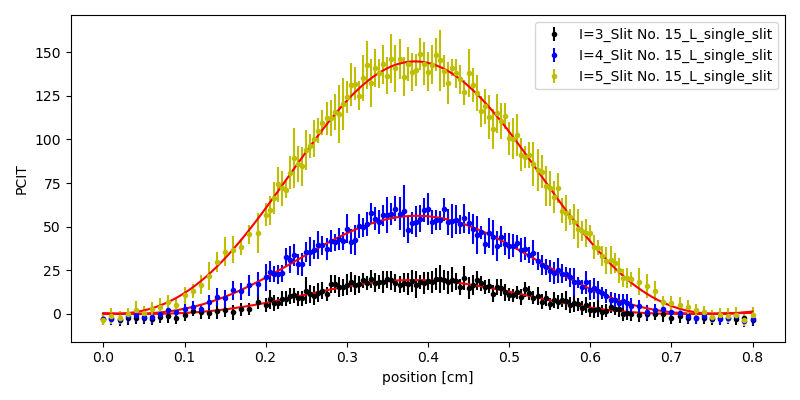 I=3_Slit No. 15_L_single_slit
I=4_Slit No. 15_L_single_slit
I=5_Slit No. 15_L_single_slit
150
125
100
75
50
25
0
PCIT
0.0 0.1 0.2 0.3 0.4 0.5 0.6 0.7 0.8
position [cm]